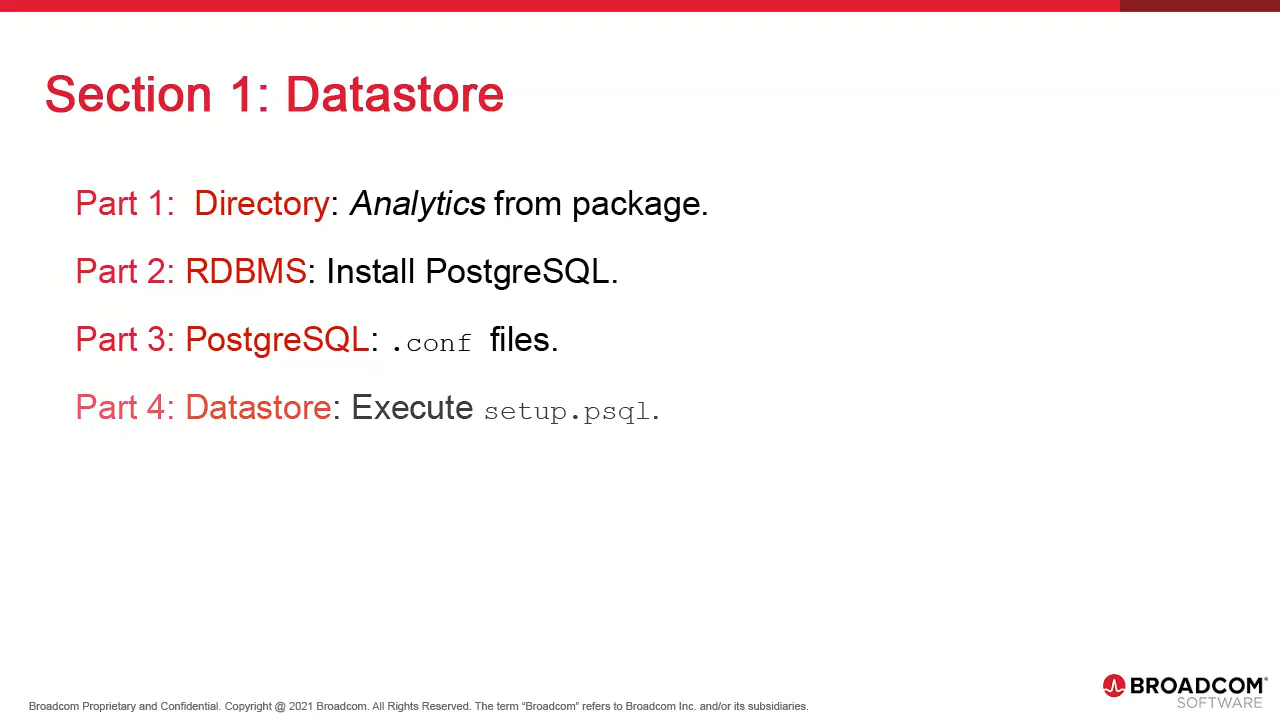 Section 1: Datastore
Part 1: Directory: Analytics from package.
Part 2: RDBMS: Install PostgreSQL.
Part 3: PostgreSQL: .conf files.
Part 4: Datastore: Execute setup.psql.
Broadcom Proprietary and Confidential. Copyright @ 2021 Broadcom. All Rights Reserved. The term “Broadcom” refers to Broadcom Inc. and/or its subsidiaries.
BROADCOM®
SOFTWARE